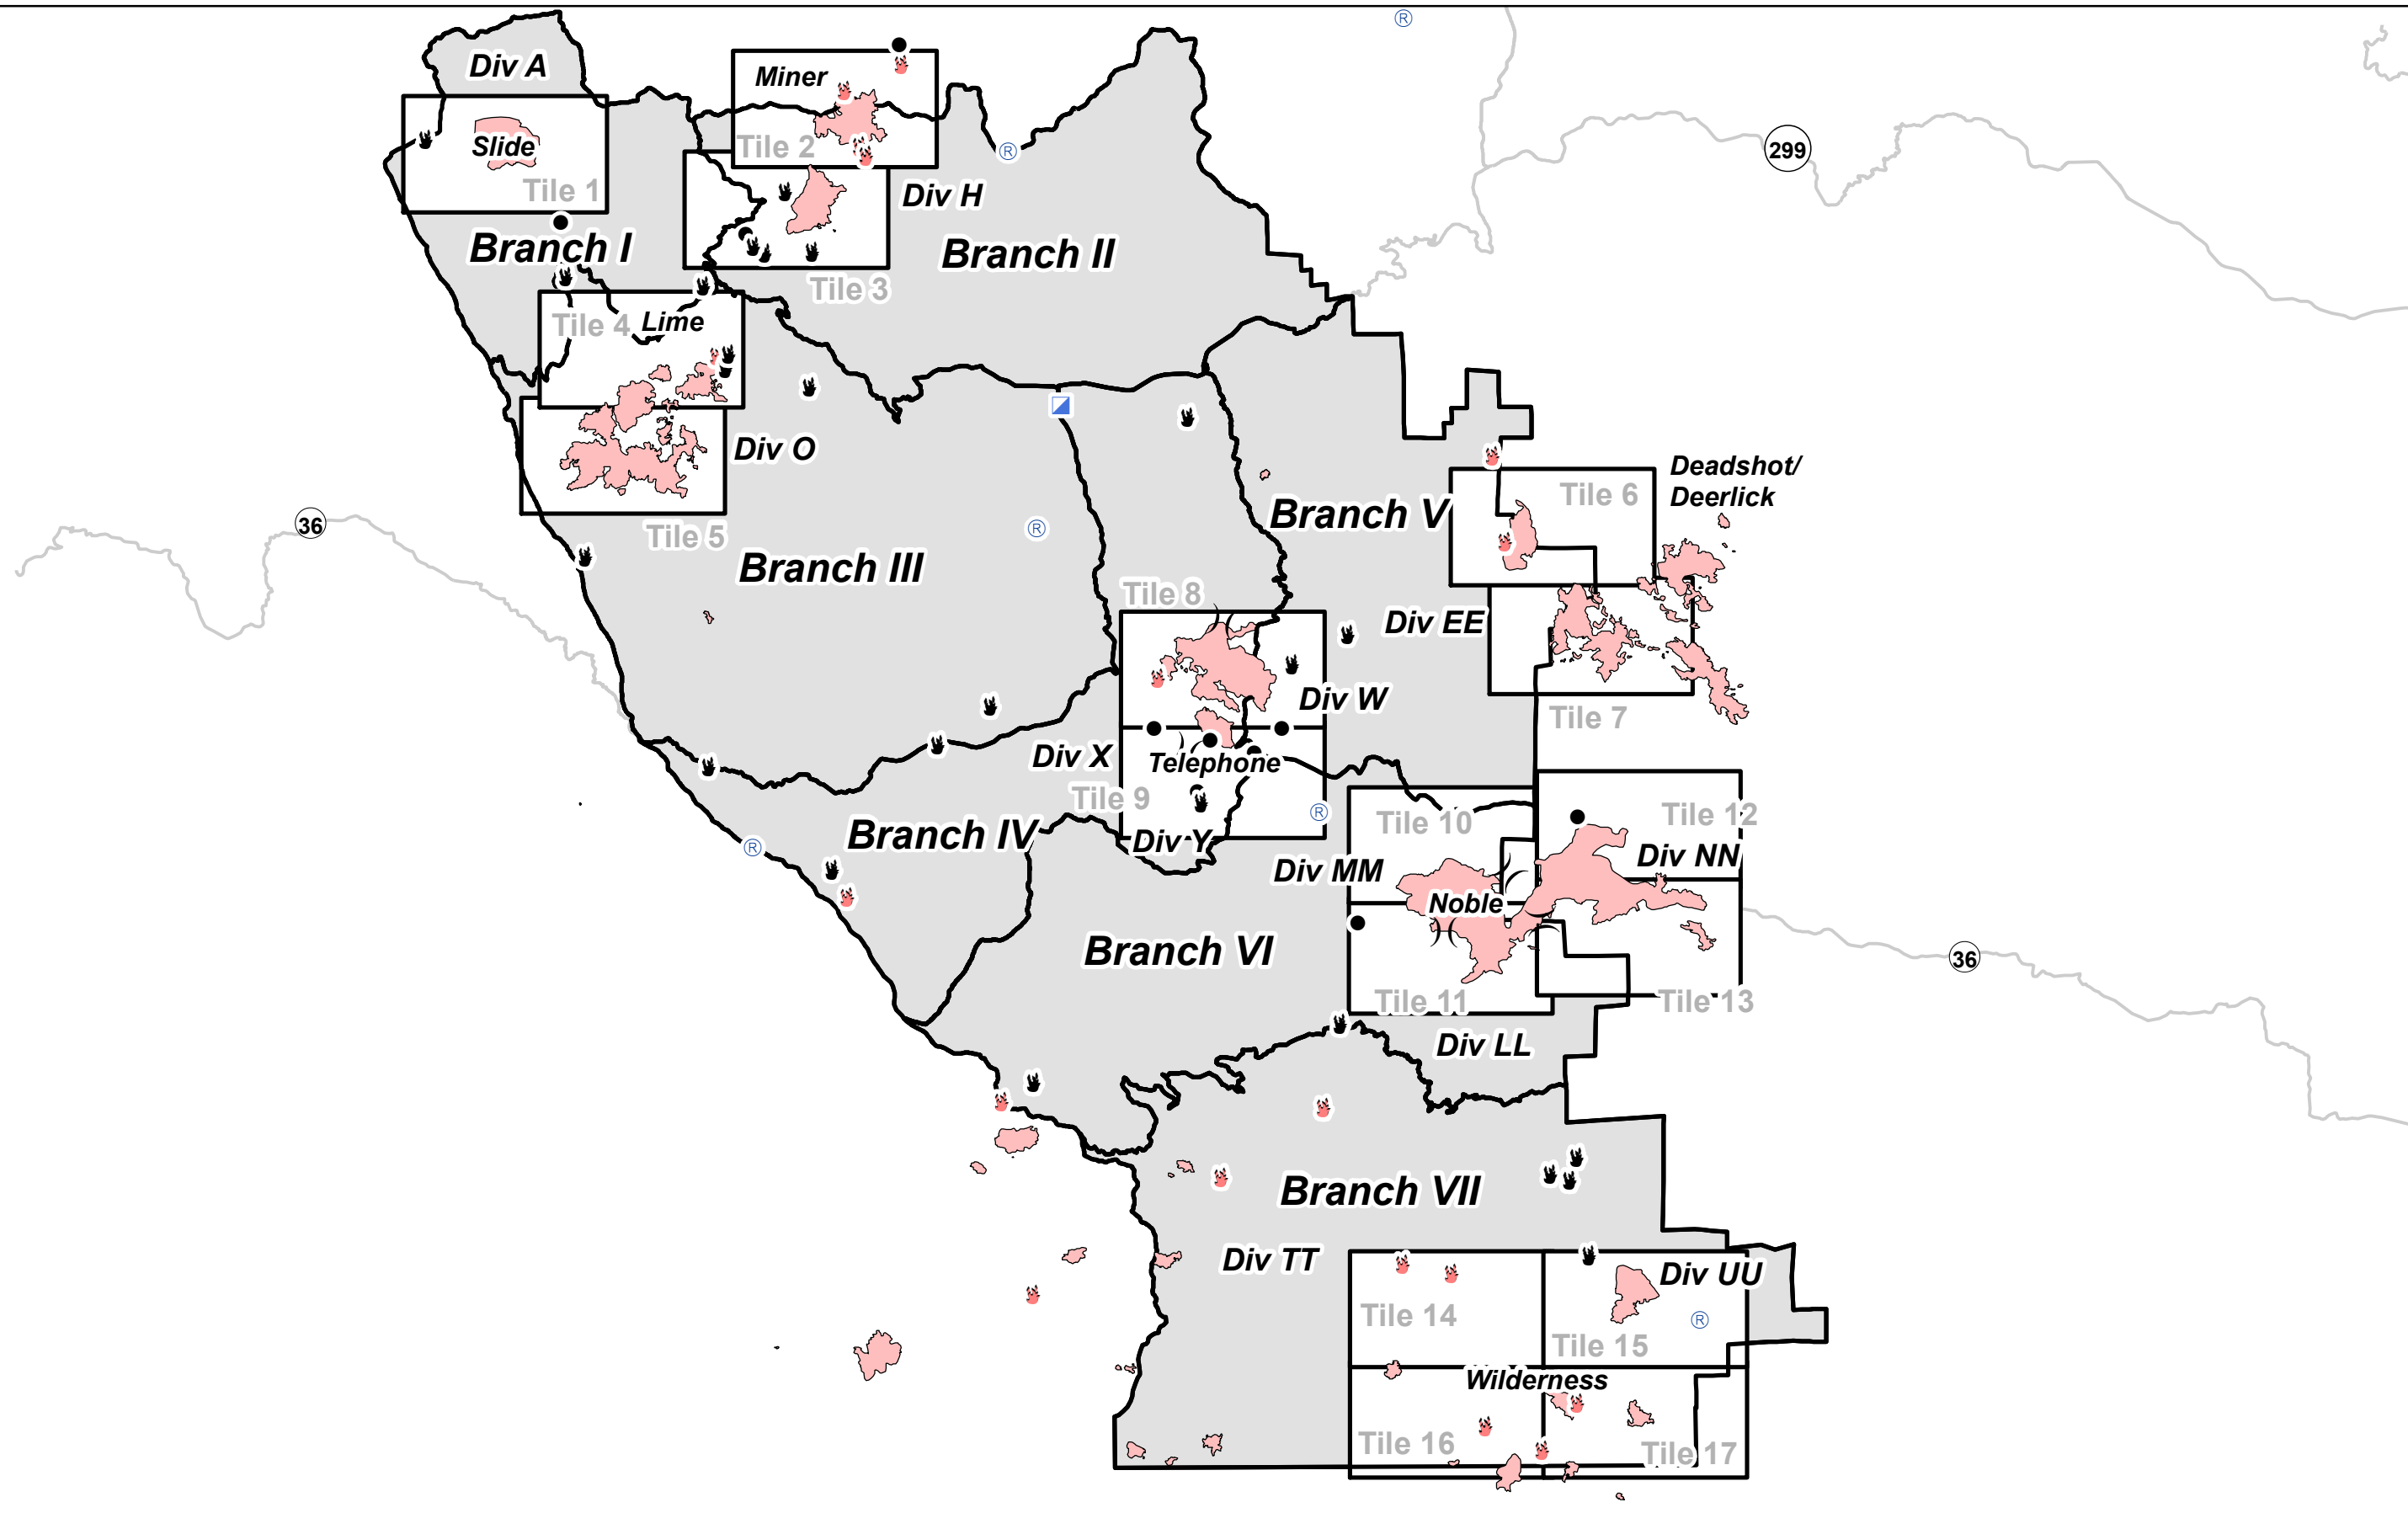 ®
Div A
Miner
299
Slide
Tile 2
®
Tile 1
Div H
Branch I
Branch II
Tile 3
Tile 4
Lime
Div O
Deadshot/
Deerlick
Tile 6
36
Branch V
®
Tile 5
Branch III
Tile 8
Div EE
Div W
Tile 7
Div X
Telephone
Tile 9
®
Tile 10
Tile 12
Branch IV
Div Y
®
Div MM
Div NN
Noble
Branch VI
36
Tile 11
Tile 13
Div LL
Branch VII
Div TT
Div UU
Tile 14
®
Tile 15
Wilderness
Tile 16
Tile 17